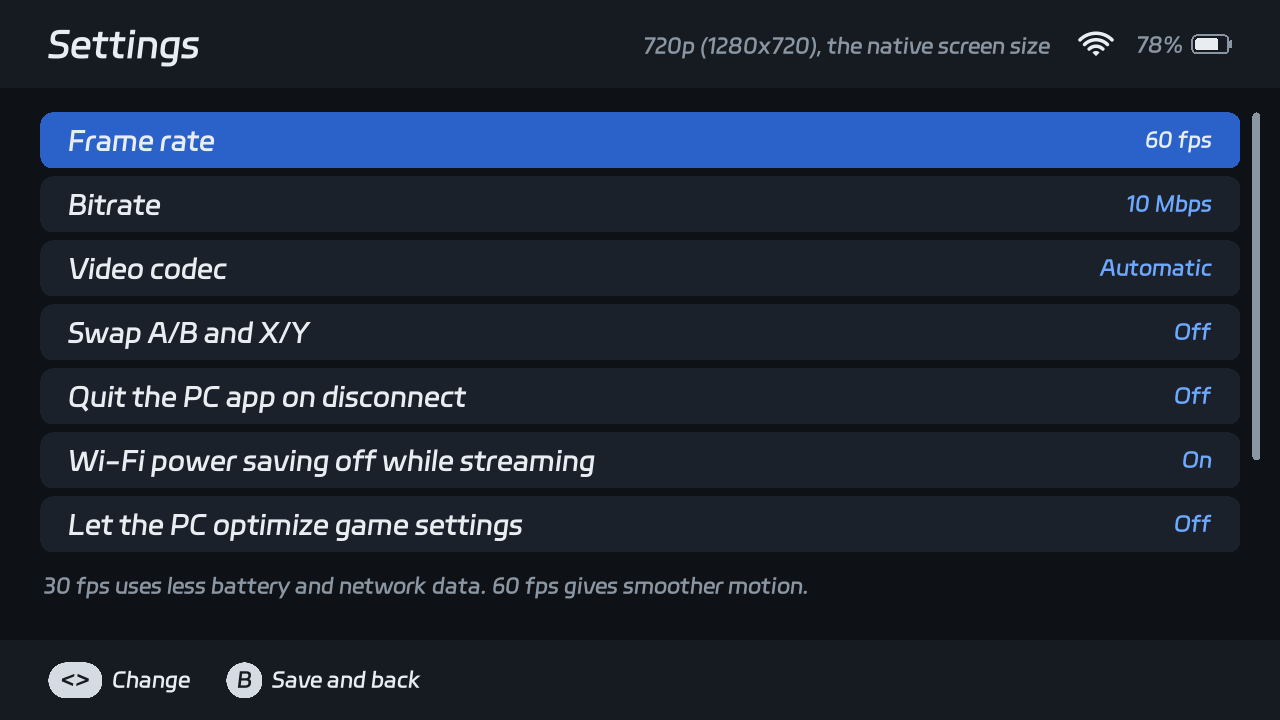 Settings
720p (1280x720), the native screen size
78%
Frame rate
60 fps
Bitrate
10 Mbps
Video codec
Automatic
Swap A/B and X/Y
Off
Quit the PC app on disconnect
Off
Wi-Fi power saving off while streaming
On
Let the PC optimize game settings
Off
30 fps uses less battery and network data. 60 fps gives smoother motion.
<> Change
B Save and back